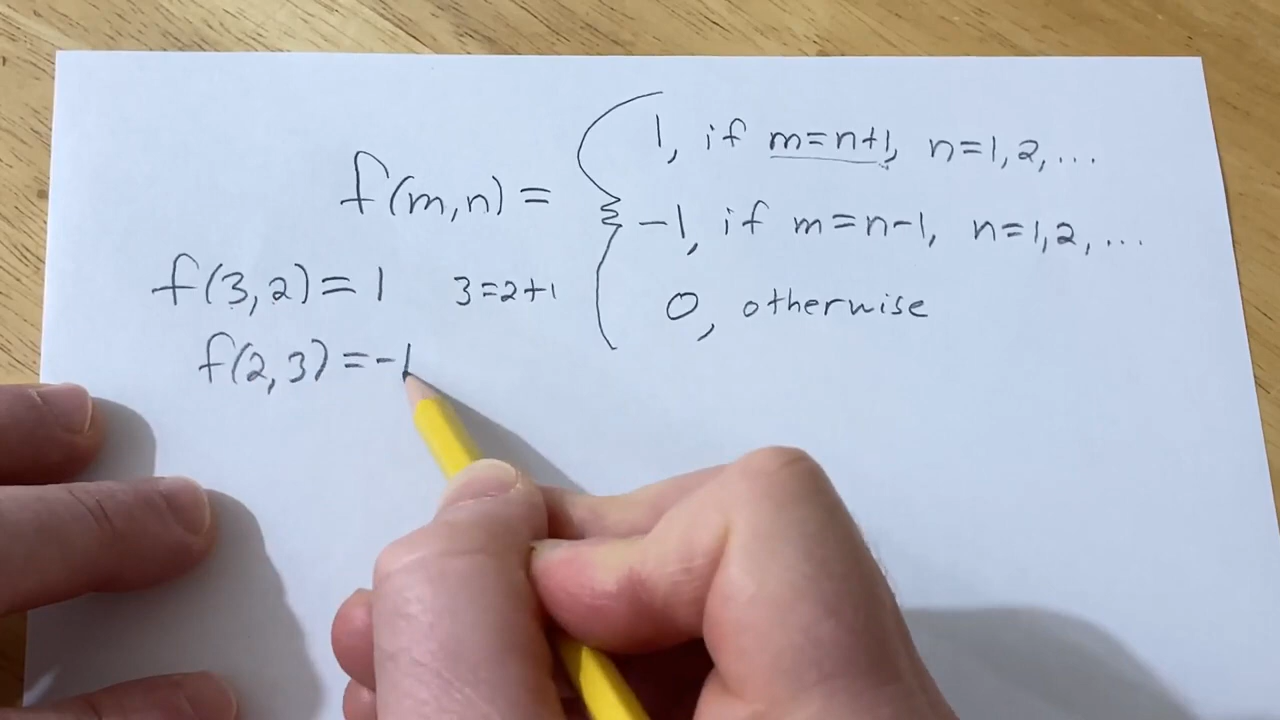 1, if m=n+1, n=1,2,...
f(m,n) =
-1, if m=n-1, n=1,2,...
f(3,2)=1 3=2+1
0, otherwise
f(2,3)=-1